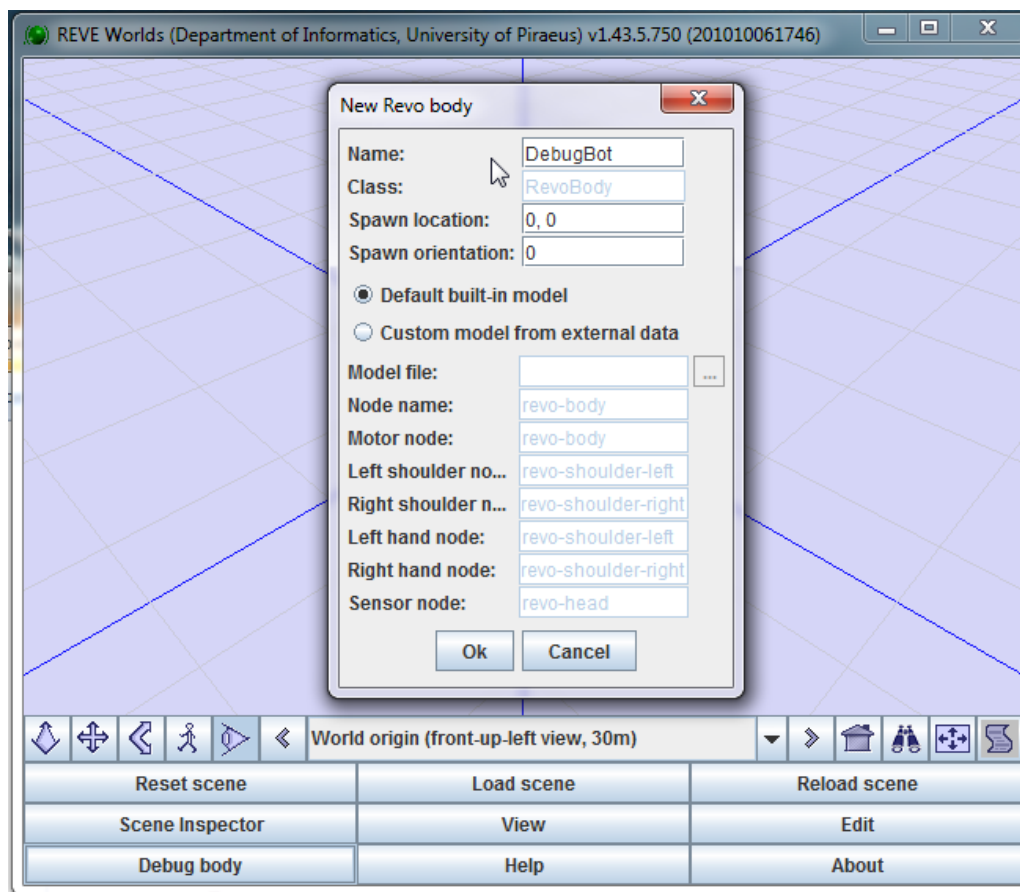 REVE Worlds (Department of Informatics, University of Piraeus) v1.43.5.750 (201010061746)
New Revo body
Name: DebugBot
Class: RevoBody
Spawn location: 0, 0
Spawn orientation: 0
Default built-in model
Custom model from external data
Model file: ...
Node name: revo-body
Motor node: revo-body
Left shoulder no... revo-shoulder-left
Right shoulder n... revo-shoulder-right
Left hand node: revo-shoulder-left
Right hand node: revo-shoulder-right
Sensor node: revo-head
Ok Cancel
World origin (front-up-left view, 30m)
Reset scene Load scene Reload scene
Scene Inspector View Edit
Debug body Help About